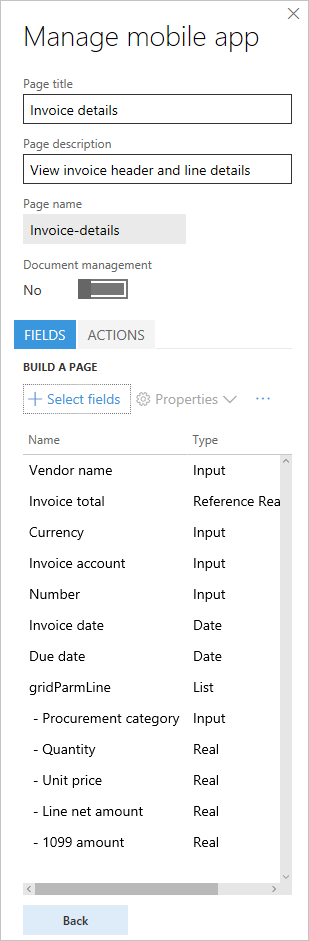 Manage mobile app
Page title
Invoice details
Page description
View invoice header and line details
Page name
Invoice-details
Document management
No
FIELDS ACTIONS
BUILD A PAGE
Select fields Properties ...
Name Type
Vendor name Input
Invoice total Reference Rea
Currency Input
Invoice account Input
Number Input
Invoice date Date
Due date Date
gridParmLine List
- Procurement category Input
- Quantity Real
- Unit price Real
- Line net amount Real
- 1099 amount Real
Back